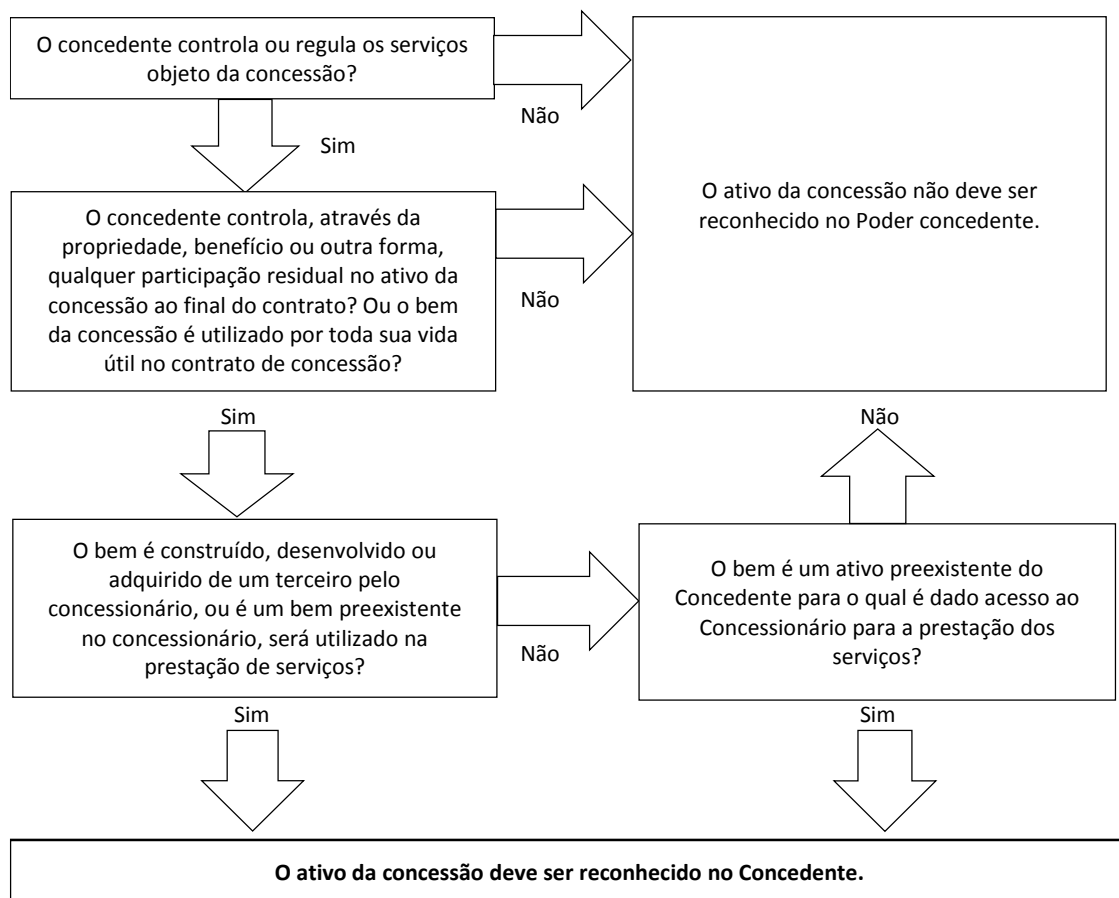 O concedente controla ou regula os serviços
objeto da concessão?
Não
Sim
O ativo da concessão não deve ser
reconhecido no Poder concedente.
O concedente controla, através da
propriedade, benefício ou outra forma,
qualquer participação residual no ativo da
concessão ao final do contrato? Ou o bem
da concessão é utilizado por toda sua vida
útil no contrato de concessão?
Não
Sim
Não
O bem é construído, desenvolvido ou
adquirido de um terceiro pelo
concessionário, ou é um bem preexistente
no concessionário, será utilizado na
prestação de serviços?
Não
O bem é um ativo preexistente do
Concedente para o qual é dado acesso ao
Concessionário para a prestação dos
serviços?
Sim
Sim
O ativo da concessão deve ser reconhecido no Concedente.